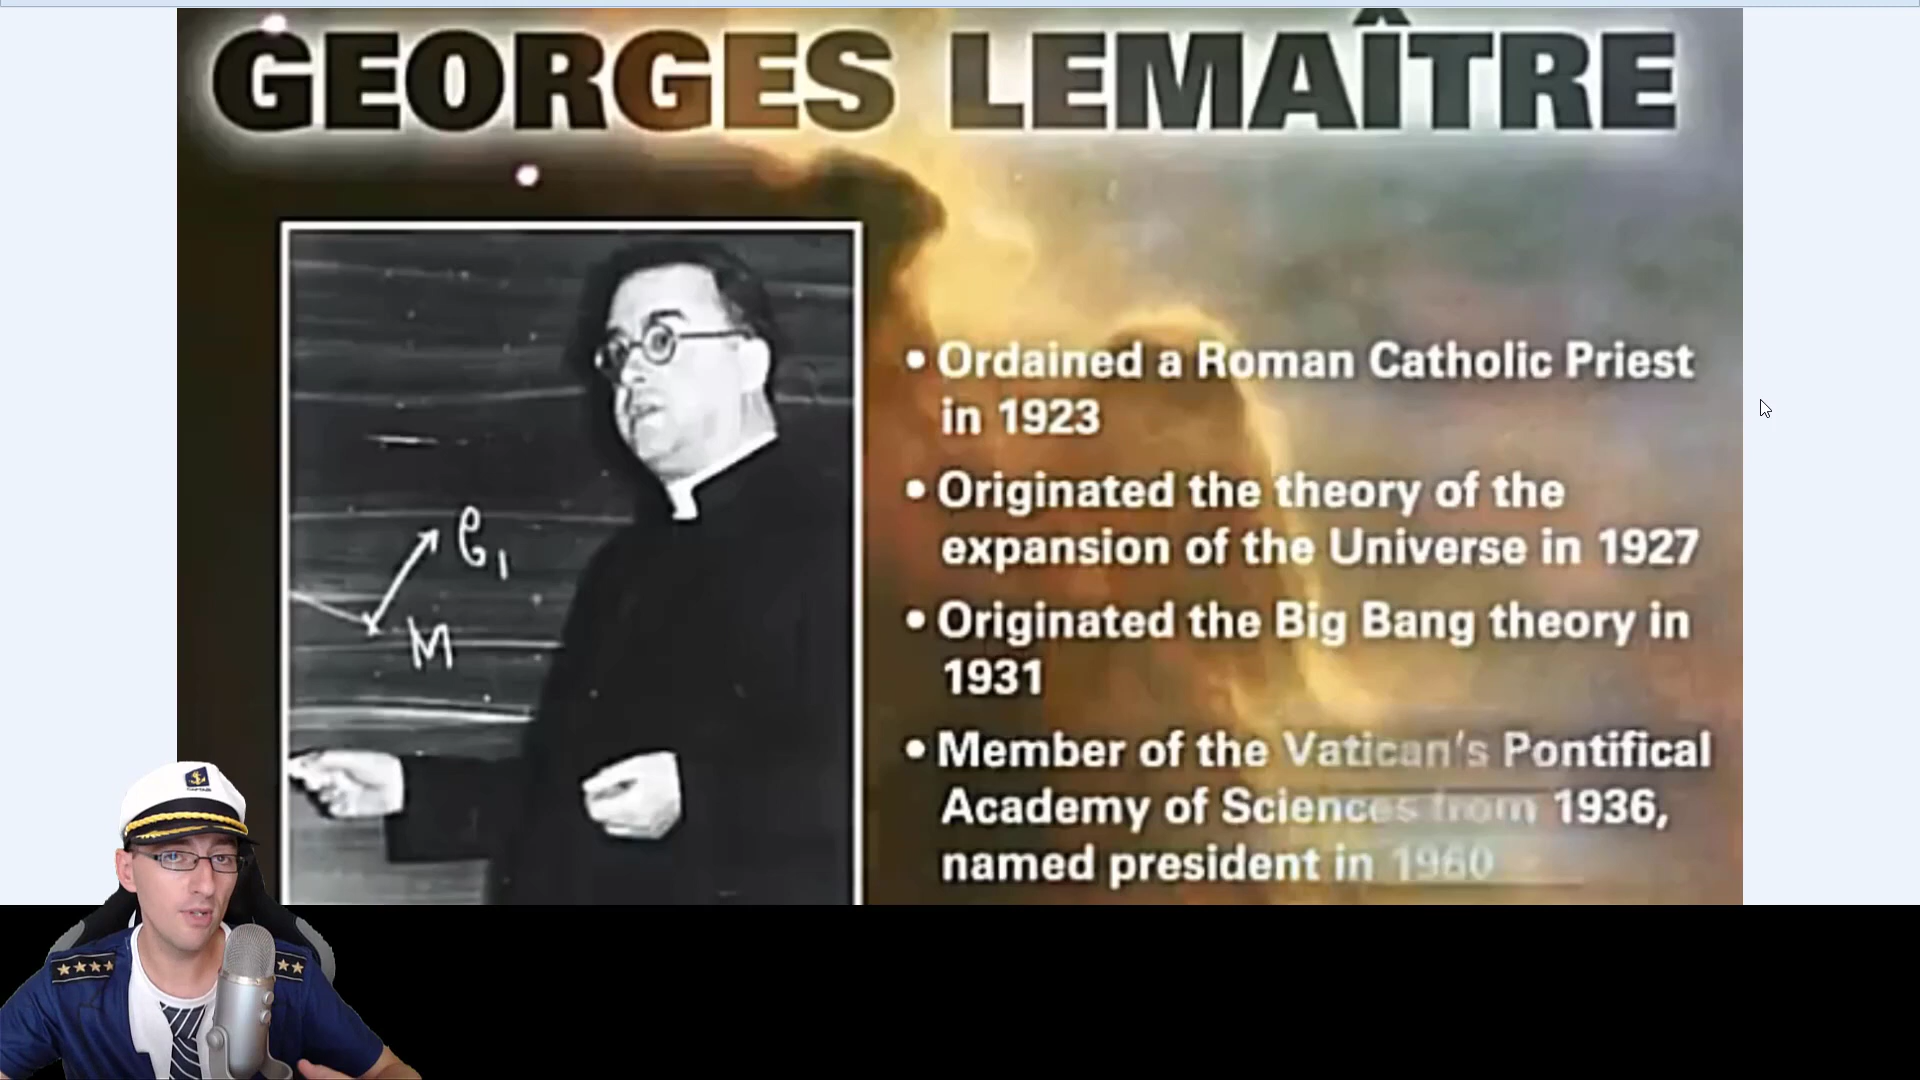 GEORGES LEMAÎTRE
• Ordained a Roman Catholic Priest
in 1923
• Originated the theory of the
expansion of the Universe in 1927
• Originated the Big Bang theory in
1931
• Member of the Vatican's Pontifical
Academy of Sciences from 1936,
named president in 1960
e₁
M
CAPTAIN